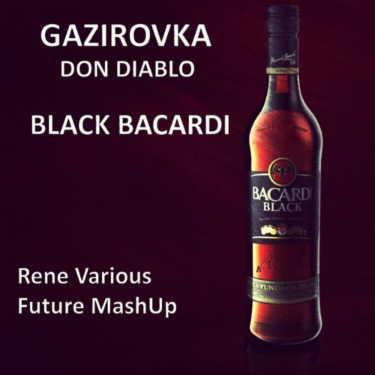 GAZIROVKA
DON DIABLO
BLACK BACARDI
BACARDI
BLACK
Rene Various
Future MashUp